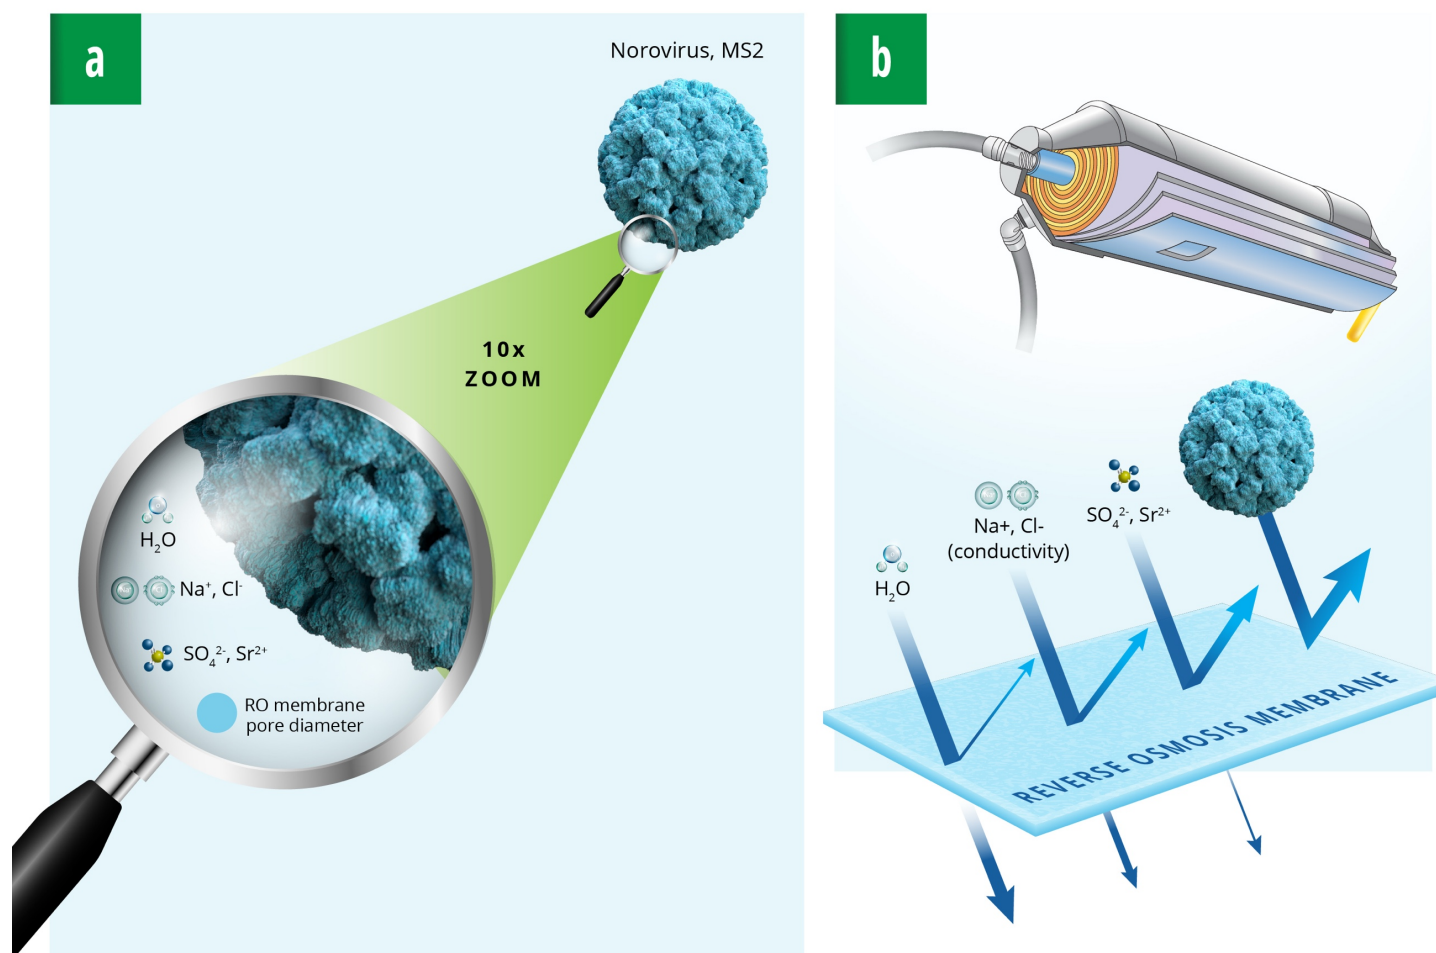 a
Norovirus, MS2
10x
ZOOM
H₂O
Na⁺, Cl⁻
SO₄²⁻, Sr²⁺
RO membrane
pore diameter
b
SO₄²⁻, Sr²⁺
Na+, Cl-
(conductivity)
H₂O
REVERSE OSMOSIS MEMBRANE